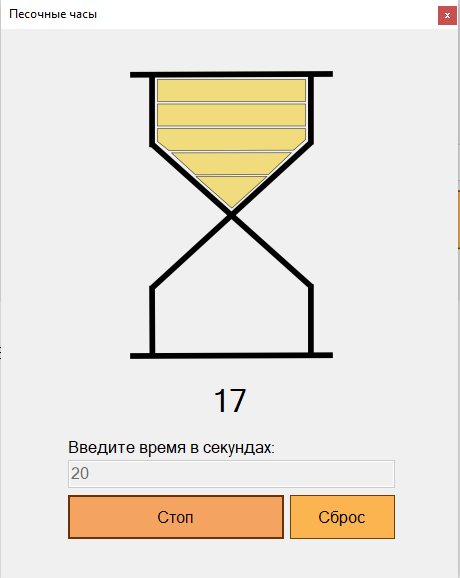 Песочные часы
x
17
Введите время в секундах:
20
Стоп
Сброс